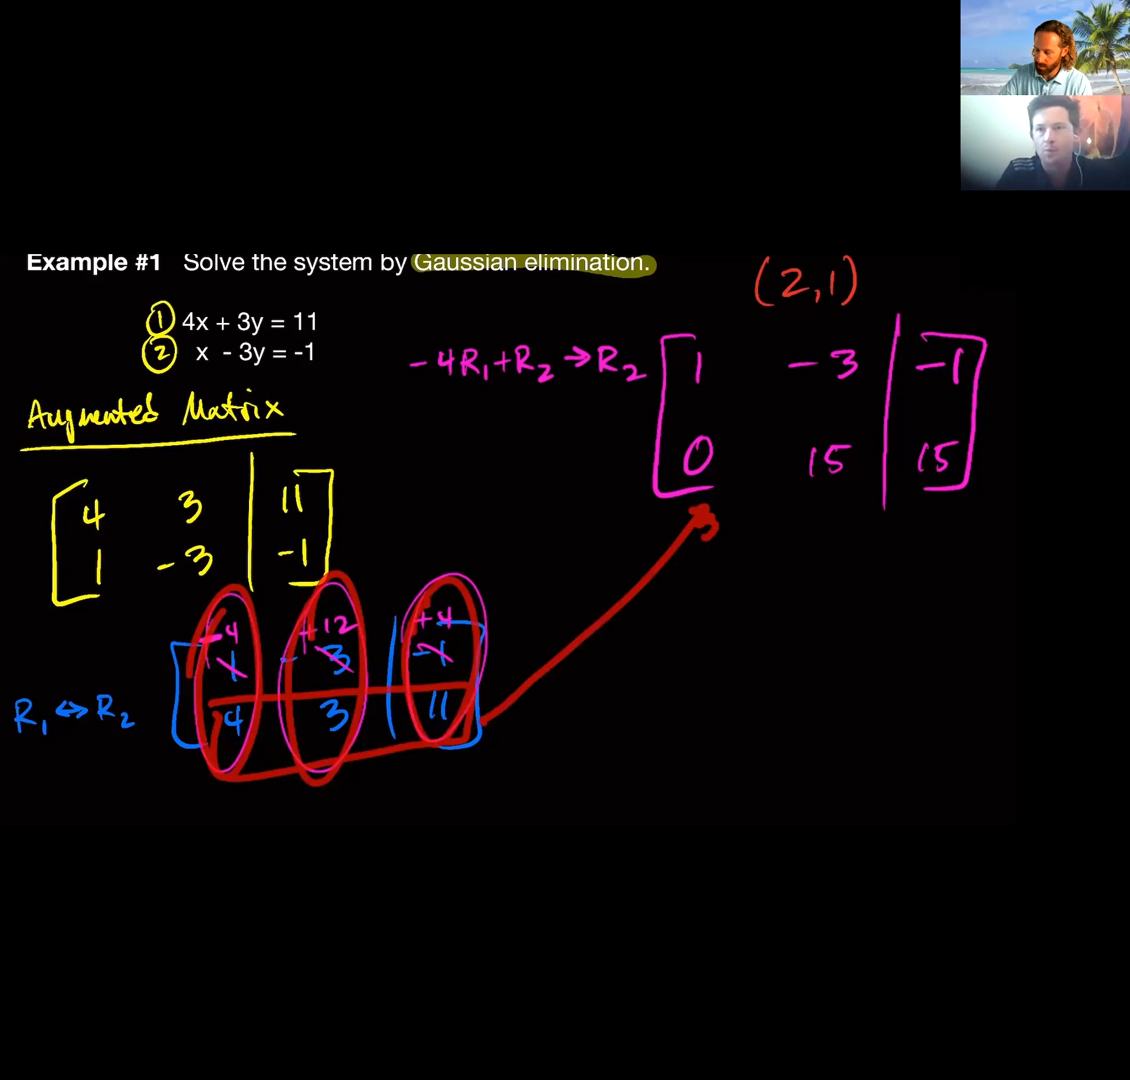 Example #1 Solve the system by Gaussian elimination.
(2,1)
1 4x + 3y = 11
2 x - 3y = -1
-4R₁+R₂→R₂ [ 1 -3 | -1 ]
[ 0 15 | 15 ]
Augmented Matrix
[ 4 3 | 11 ]
[ 1 -3 | -1 ]
-4 +12 +4
1 -3 -1
R₁↔R₂ 4 3 11